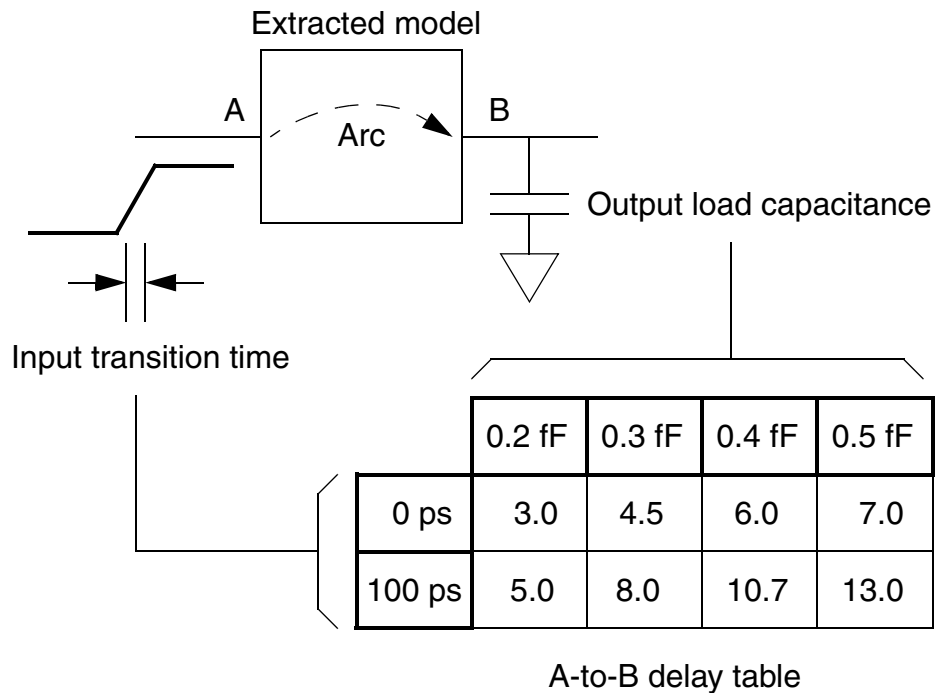 Extracted model
A
B
Arc
Output load capacitance
Input transition time
0.2 fF 0.3 fF 0.4 fF 0.5 fF
0 ps 3.0 4.5 6.0 7.0
100 ps 5.0 8.0 10.7 13.0
A-to-B delay table